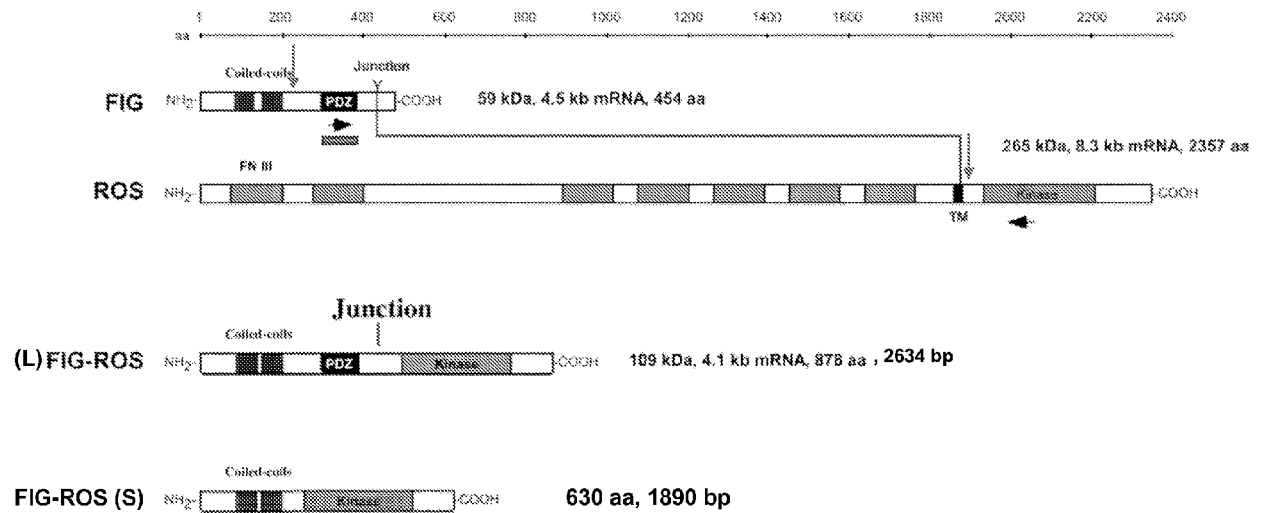 1 200 400 600 800 1000 1200 1400 1600 1800 2000 2200 2400
aa
Coiled-coils Junction
FIG NH2- PDZ -COOH 59 kDa, 4.5 kb mRNA, 454 aa
265 kDa, 8.3 kb mRNA, 2357 aa
FN III
ROS NH2- Kinase -COOH
TM
Junction
Coiled-coils
(L) FIG-ROS NH2- PDZ Kinase -COOH 109 kDa, 4.1 kb mRNA, 878 aa , 2634 bp
Coiled-coils
FIG-ROS (S) NH2- Kinase -COOH 630 aa, 1890 bp